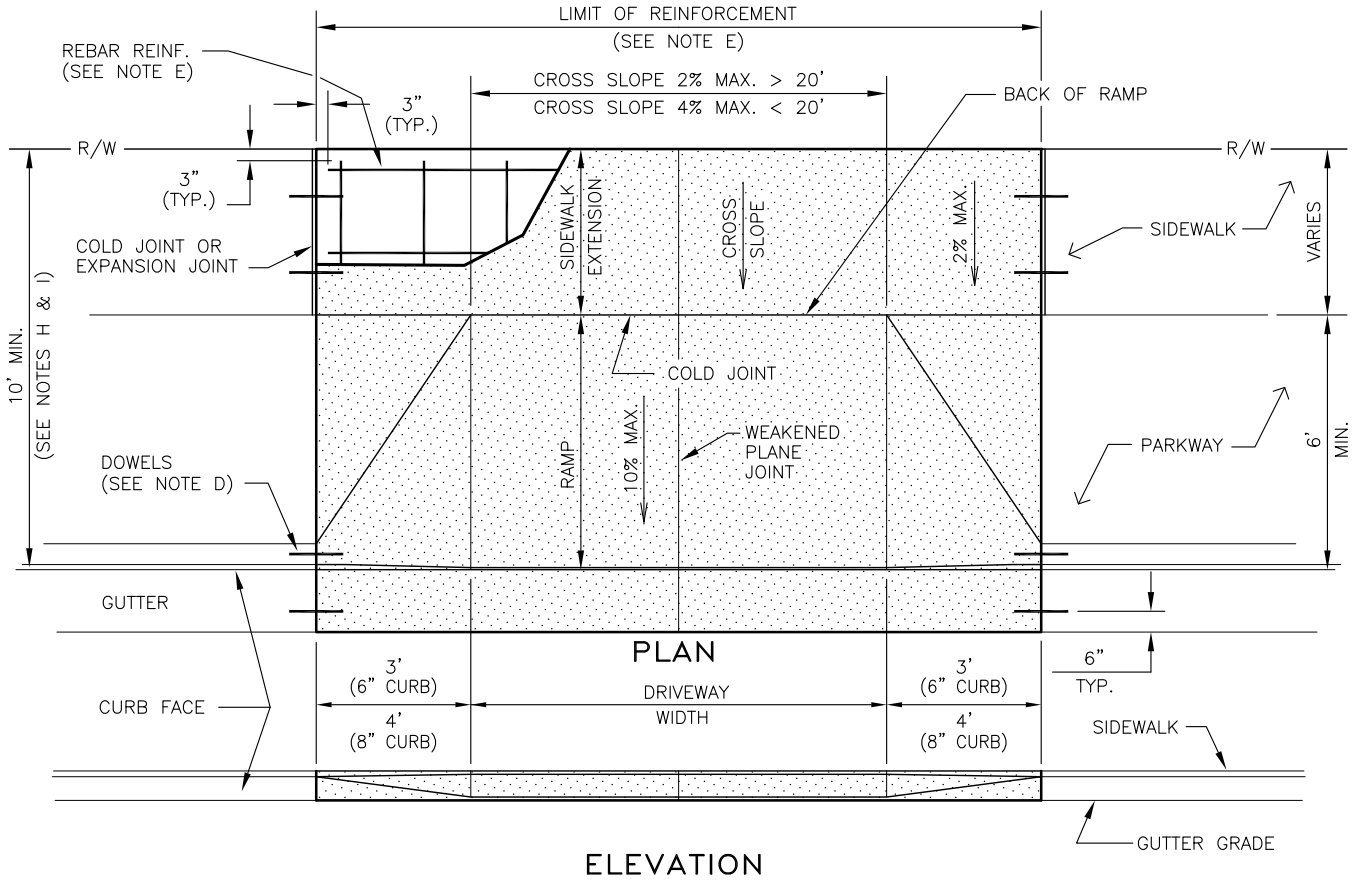 LIMIT OF REINFORCEMENT
(SEE NOTE E)
REBAR REINF.
(SEE NOTE E)
CROSS SLOPE 2% MAX. > 20'
CROSS SLOPE 4% MAX. < 20'
3"
(TYP.)
BACK OF RAMP
R/W
R/W
3"
(TYP.)
COLD JOINT OR
EXPANSION JOINT
SIDEWALK
EXTENSION
CROSS
SLOPE
2% MAX.
SIDEWALK
VARIES
10' MIN.
(SEE NOTES H & I)
COLD JOINT
RAMP
10% MAX.
WEAKENED
PLANE
JOINT
PARKWAY
6'
MIN.
DOWELS
(SEE NOTE D)
GUTTER
PLAN
6"
TYP.
3'
(6" CURB)
4'
(8" CURB)
DRIVEWAY
WIDTH
3'
(6" CURB)
4'
(8" CURB)
CURB FACE
SIDEWALK
GUTTER GRADE
ELEVATION